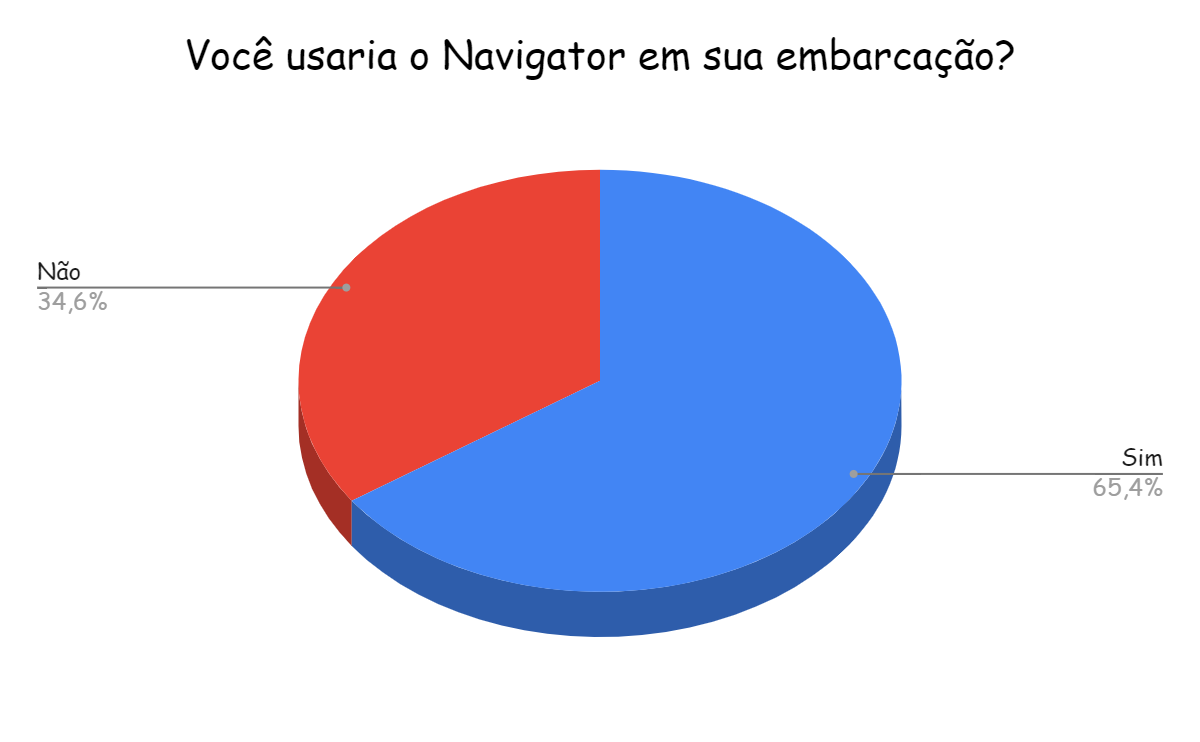 Você usaria o Navigator em sua embarcação?
Não
34,6%
Sim
65,4%